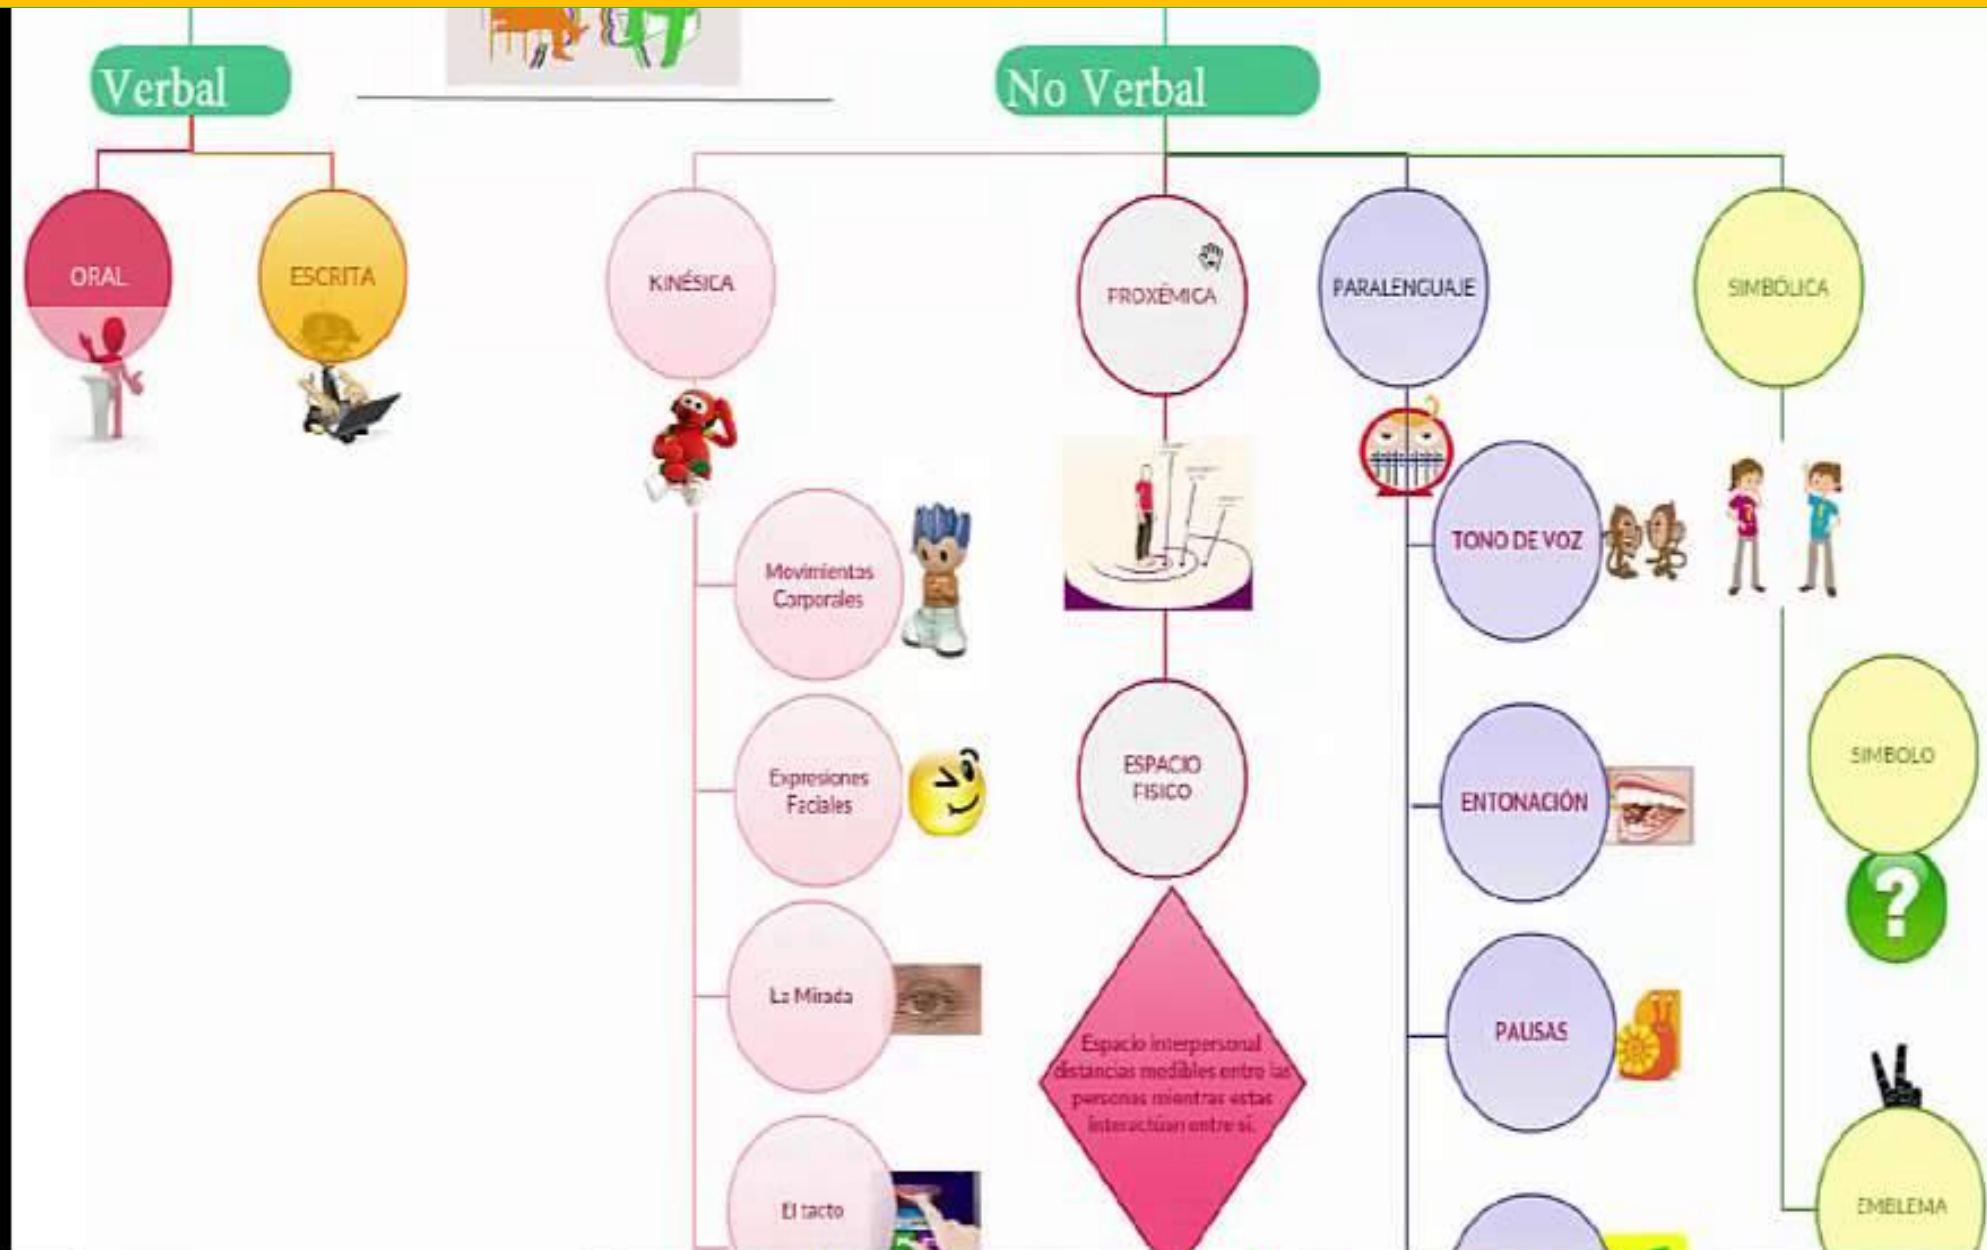 Verbal
No Verbal
ORAL
ESCRITA
KINÉSICA
PROXÉMICA
PARALENGUAJE
SIMBÓLICA
Movimientos
Corporales
TONO DE VOZ
Expresiones
Faciales
ESPACIO
FISICO
ENTONACIÓN
SIMBOLO
?
La Mirada
PAUSAS
Espacio interpersonal
distancias medibles entre las
personas mientras estas
interactúan entre sí.
El tacto
EMBLEMA